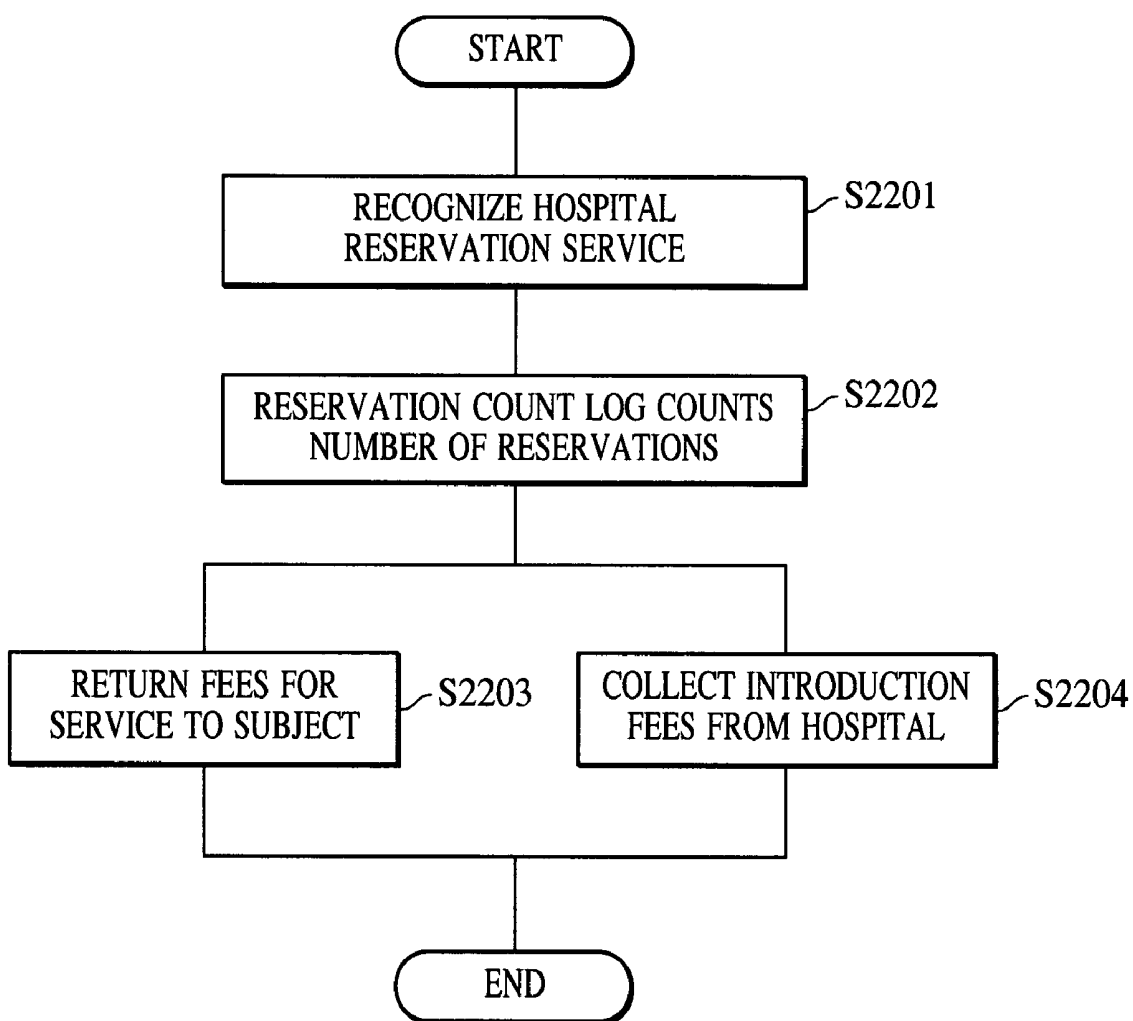 START
RECOGNIZE HOSPITAL
RESERVATION SERVICE
S2201
RESERVATION COUNT LOG COUNTS
NUMBER OF RESERVATIONS
S2202
RETURN FEES FOR
SERVICE TO SUBJECT
S2203
COLLECT INTRODUCTION
FEES FROM HOSPITAL
S2204
END